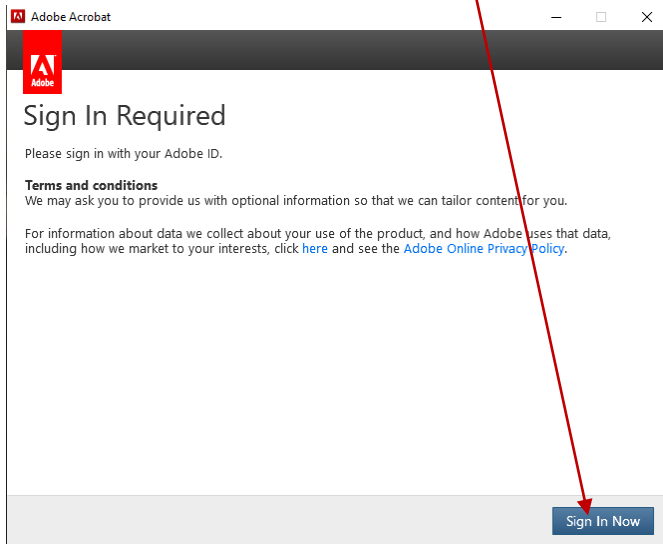 Adobe Acrobat
Adobe
Sign In Required
Please sign in with your Adobe ID.
Terms and conditions
We may ask you to provide us with optional information so that we can tailor content for you.
For information about data we collect about your use of the product, and how Adobe uses that data,
including how we market to your interests, click here and see the Adobe Online Privacy Policy.
Sign In Now